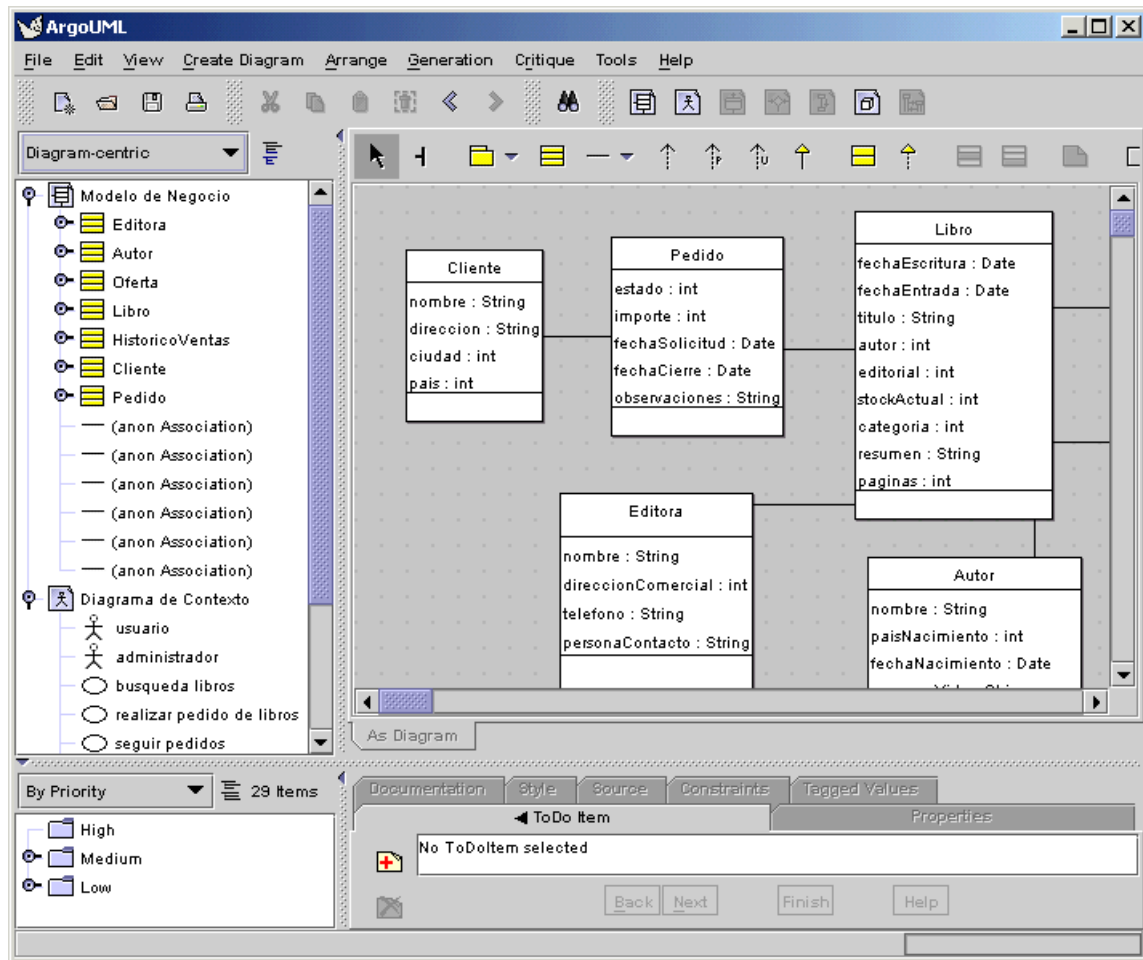 ArgoUML
File Edit View Create Diagram Arrange Generation Critique Tools Help
Diagram-centric
Modelo de Negocio
Editora
Autor
Oferta
Libro
HistoricoVentas
Cliente
Pedido
(anon Association)
(anon Association)
(anon Association)
(anon Association)
(anon Association)
(anon Association)
Diagrama de Contexto
usuario
administrador
busqueda libros
realizar pedido de libros
seguir pedidos
P
U
Cliente
nombre : String
direccion : String
ciudad : int
pais : int
Pedido
estado : int
importe : int
fechaSolicitud : Date
fechaCierre : Date
observaciones : String
Libro
fechaEscritura : Date
fechaEntrada : Date
titulo : String
autor : int
editorial : int
stockActual : int
categoria : int
resumen : String
paginas : int
Editora
nombre : String
direccionComercial : int
telefono : String
personaContacto : String
Autor
nombre : String
paisNacimiento : int
fechaNacimiento : Date
As Diagram
By Priority
29 Items
High
Medium
Low
Documentation Style Source Constraints Tagged Values
ToDo Item Properties
No ToDoItem selected
Back Next Finish Help